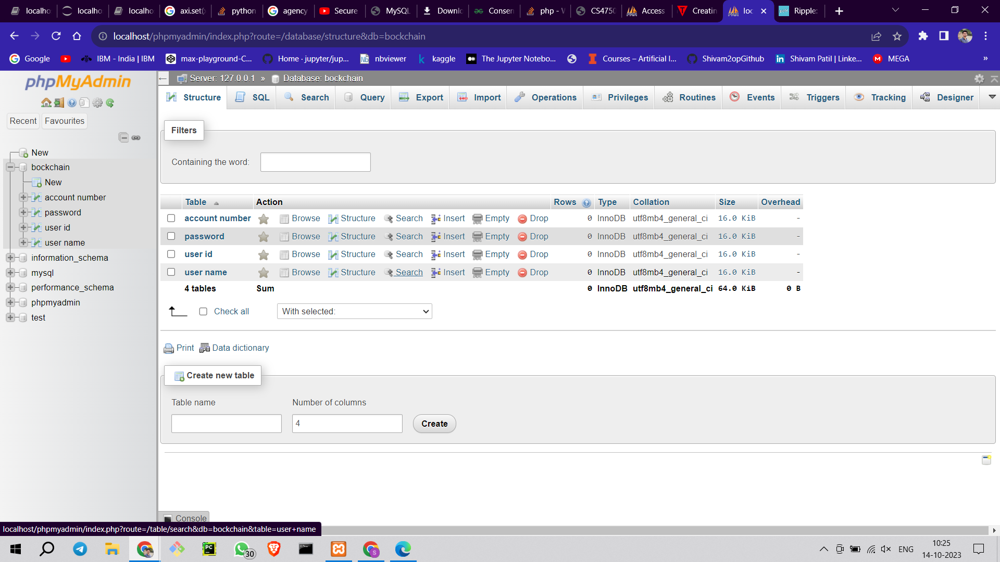 localho localho localho axi.set(x python agency Secure MySQL Downlo Consen php - V CS4750 Access Creatin loc Ripple:
localhost/phpmyadmin/index.php?route=/database/structure&db=bockchain
Google IBM - India | IBM max-playground-C... Home · jupyter/jup... nbviewer kaggle The Jupyter Notebo... Courses – Artificial I... Shivam2opGithub Shivam Patil | Linke... MEGA »
phpMyAdmin
Recent Favourites
New
bockchain
New
account number
password
user id
user name
information_schema
mysql
performance_schema
phpmyadmin
test
Server: 127.0.0.1 » Database: bockchain
Structure SQL Search Query Export Import Operations Privileges Routines Events Triggers Tracking Designer
Filters
Containing the word:
Table Action Rows Type Collation Size Overhead
account number Browse Structure Search Insert Empty Drop 0 InnoDB utf8mb4_general_ci 16.0 KiB -
password Browse Structure Search Insert Empty Drop 0 InnoDB utf8mb4_general_ci 16.0 KiB -
user id Browse Structure Search Insert Empty Drop 0 InnoDB utf8mb4_general_ci 16.0 KiB -
user name Browse Structure Search Insert Empty Drop 0 InnoDB utf8mb4_general_ci 16.0 KiB -
4 tables Sum 0 InnoDB utf8mb4_general_ci 64.0 KiB 0 B
Check all With selected:
Print Data dictionary
Create new table
Table name Number of columns
4 Create
Console
localhost/phpmyadmin/index.php?route=/table/search&db=bockchain&table=user+name
PC 30 S ENG 10:25
14-10-2023